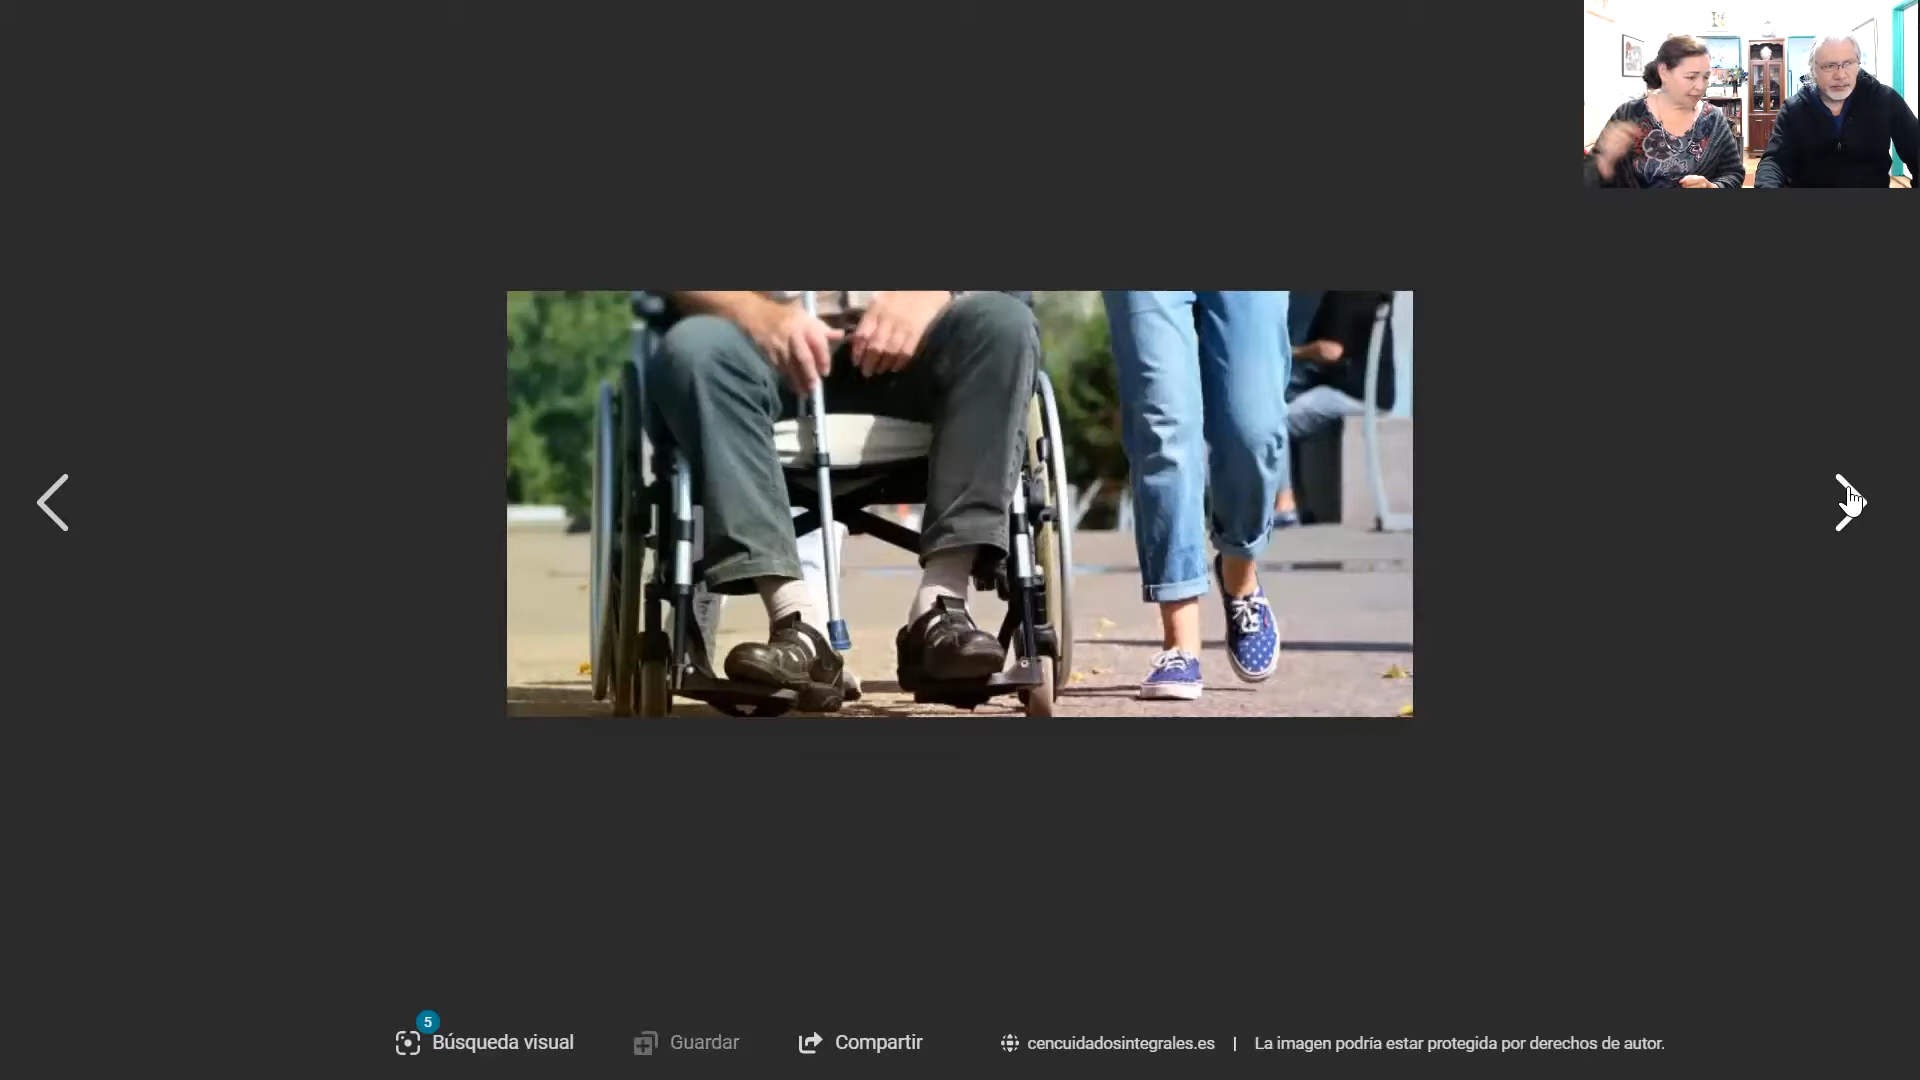 5
Búsqueda visual
Guardar
Compartir
cencuidadosintegrales.es | La imagen podría estar protegida por derechos de autor.